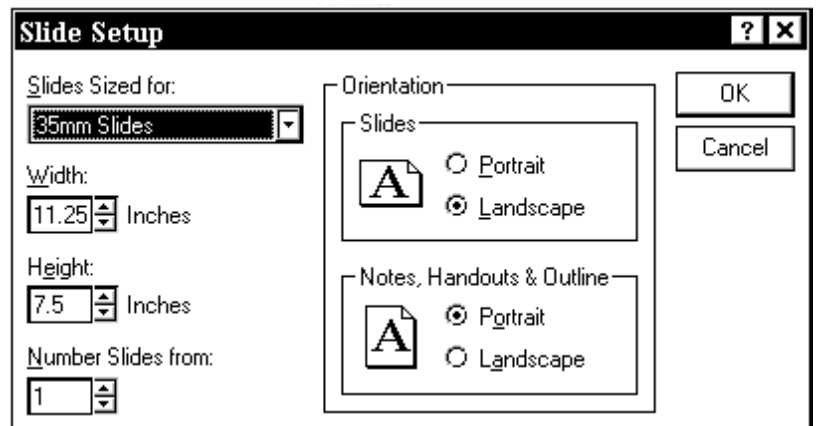 Slide Setup
Slides Sized for:
35mm Slides
Width:
11.25 Inches
Height:
7.5 Inches
Number Slides from:
1
Orientation
Slides
A
Portrait
Landscape
Notes, Handouts & Outline
A
Portrait
Landscape
OK
Cancel